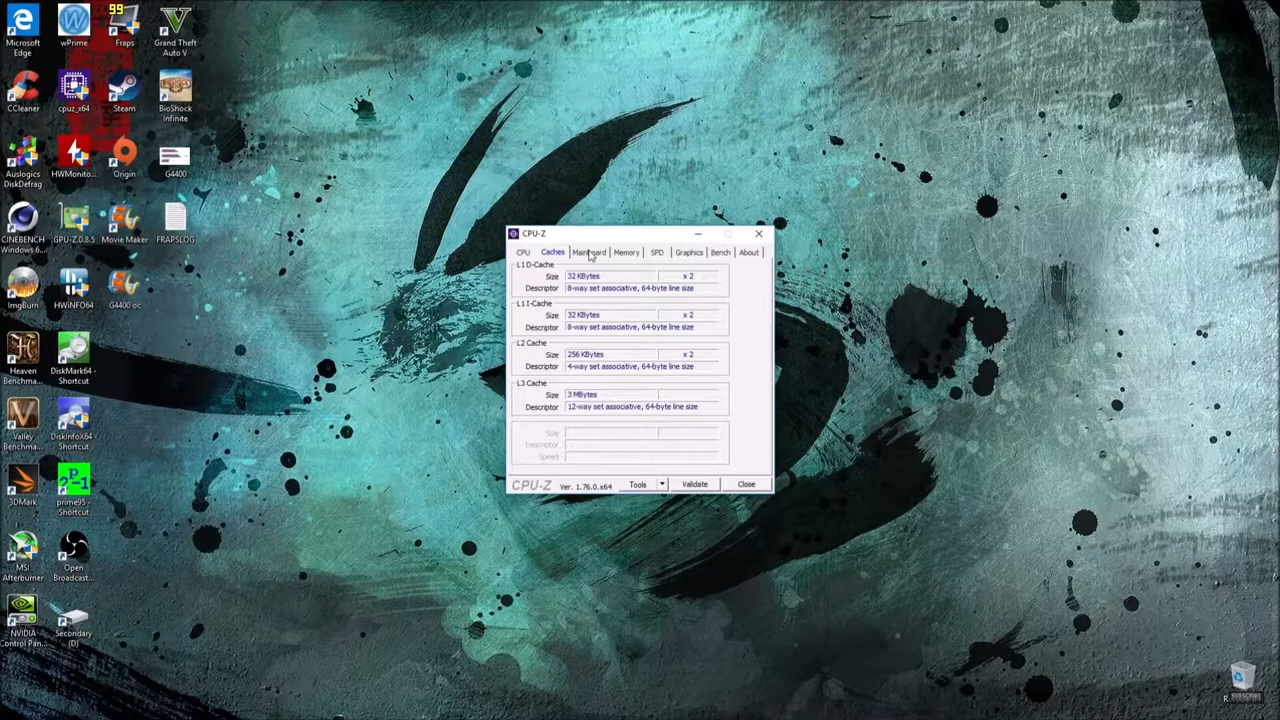 99
Microsoft
Edge
wPrime
Fraps
Grand Theft
Auto V
CCleaner
cpuz_x64
Steam
BioShock
Infinite
Auslogics
DiskDefrag
HWMonito...
Origin
G4400
CINEBENCH
Windows 6...
GPU-Z.0.8.5
Movie Maker
FRAPSLOG
ImgBurn
HWiNFO64
G4400 oc
Heaven
Benchma...
DiskMark64 -
Shortcut
Valley
Benchma...
DiskInfoX64 -
Shortcut
3DMark
prime95 -
Shortcut
MSI
Afterburner
Open
Broadcast...
NVIDIA
Control Pan...
Secondary
(D)
CPU-Z
CPU Caches Mainboard Memory SPD Graphics Bench About
L1 D-Cache
Size 32 KBytes x 2
Descriptor 8-way set associative, 64-byte line size
L1 I-Cache
Size 32 KBytes x 2
Descriptor 8-way set associative, 64-byte line size
L2 Cache
Size 256 KBytes x 2
Descriptor 4-way set associative, 64-byte line size
L3 Cache
Size 3 MBytes
Descriptor 12-way set associative, 64-byte line size
Size
Descriptor
Speed
CPU-Z Ver. 1.76.0.x64 Tools Validate Close
SUBSCRIBE